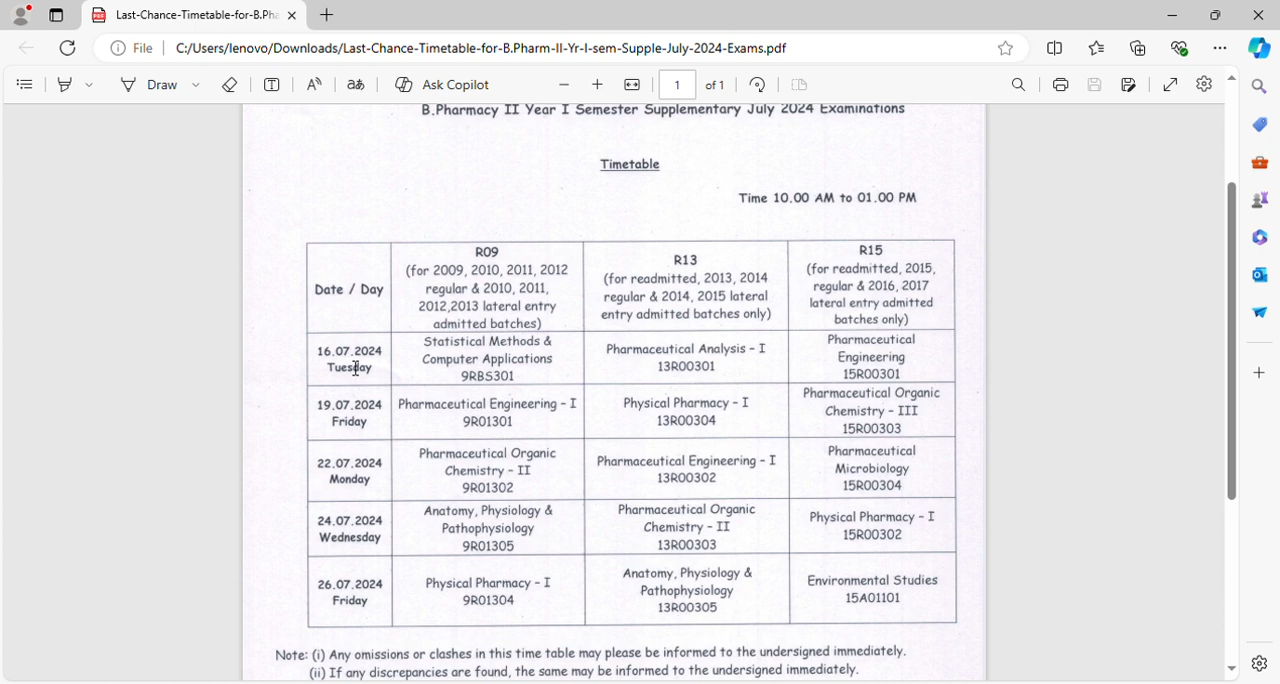 Last-Chance-Timetable-for-B.Pha
File
C:/Users/lenovo/Downloads/Last-Chance-Timetable-for-B.Pharm-II-Yr-I-sem-Supple-July-2024-Exams.pdf
Draw
Ask Copilot
1
of 1
B.Pharmacy II Year I Semester Supplementary July 2024 Examinations
Timetable
Time 10.00 AM to 01.00 PM
Date / Day
R09
(for 2009, 2010, 2011, 2012
regular & 2010, 2011,
2012,2013 lateral entry
admitted batches)
R13
(for readmitted, 2013, 2014
regular & 2014, 2015 lateral
entry admitted batches only)
R15
(for readmitted, 2015,
regular & 2016, 2017
lateral entry admitted
batches only)
16.07.2024
Tuesday
Statistical Methods &
Computer Applications
9RBS301
Pharmaceutical Analysis - I
13R00301
Pharmaceutical
Engineering
15R00301
19.07.2024
Friday
Pharmaceutical Engineering - I
9R01301
Physical Pharmacy - I
13R00304
Pharmaceutical Organic
Chemistry - III
15R00303
22.07.2024
Monday
Pharmaceutical Organic
Chemistry - II
9R01302
Pharmaceutical Engineering - I
13R00302
Pharmaceutical
Microbiology
15R00304
24.07.2024
Wednesday
Anatomy, Physiology &
Pathophysiology
9R01305
Pharmaceutical Organic
Chemistry - II
13R00303
Physical Pharmacy - I
15R00302
26.07.2024
Friday
Physical Pharmacy - I
9R01304
Anatomy, Physiology &
Pathophysiology
13R00305
Environmental Studies
15A01101
Note: (i) Any omissions or clashes in this time table may please be informed to the undersigned immediately.
(ii) If any discrepancies are found, the same may be informed to the undersigned immediately.